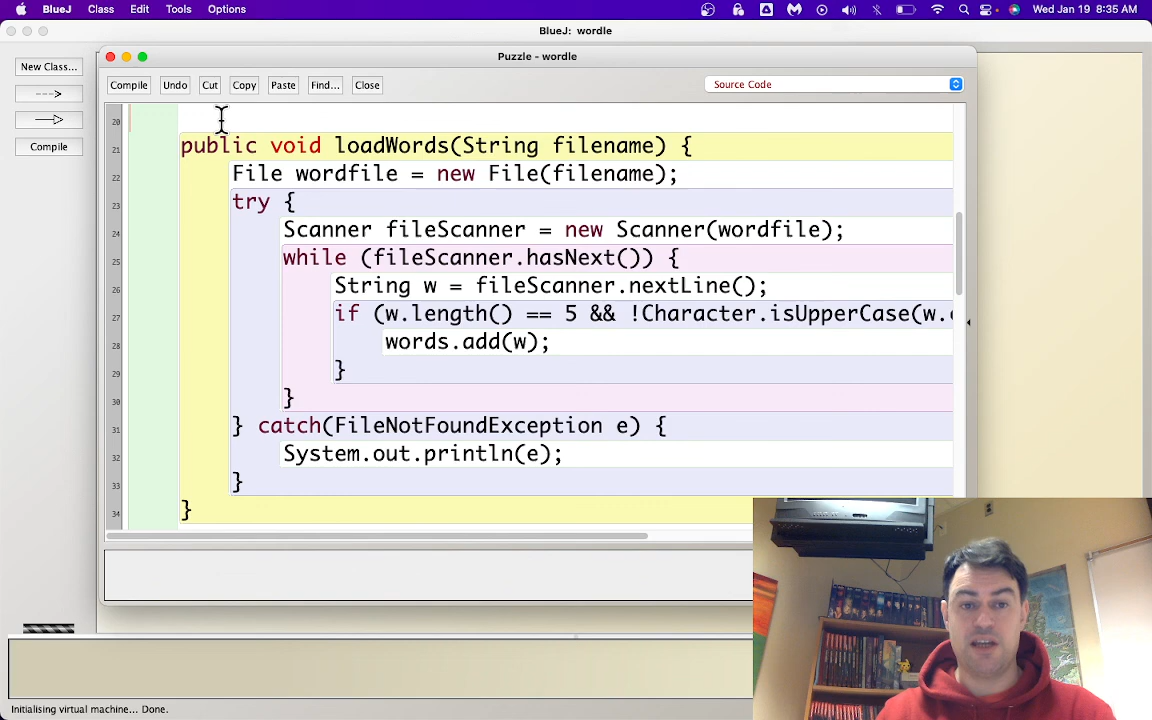 BlueJ Class Edit Tools Options Wed Jan 19 8:35 AM
BlueJ: wordle
New Class...
Compile
Puzzle - wordle
Compile Undo Cut Copy Paste Find... Close Source Code
20
21 public void loadWords(String filename) {
22 File wordfile = new File(filename);
23 try {
24 Scanner fileScanner = new Scanner(wordfile);
25 while (fileScanner.hasNext()) {
26 String w = fileScanner.nextLine();
27 if (w.length() == 5 && !Character.isUpperCase(w.
28 words.add(w);
29 }
30 }
31 } catch(FileNotFoundException e) {
32 System.out.println(e);
33 }
34 }
Initialising virtual machine... Done.